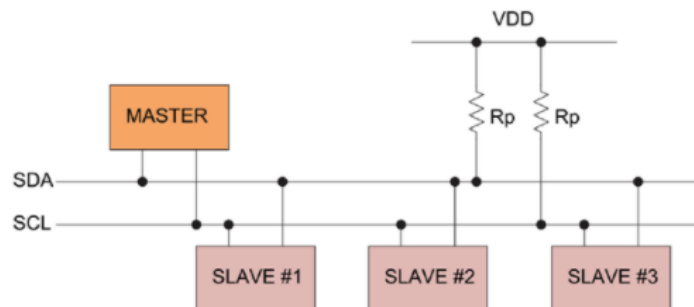 VDD
MASTER
Rp
Rp
SDA
SCL
SLAVE #1
SLAVE #2
SLAVE #3